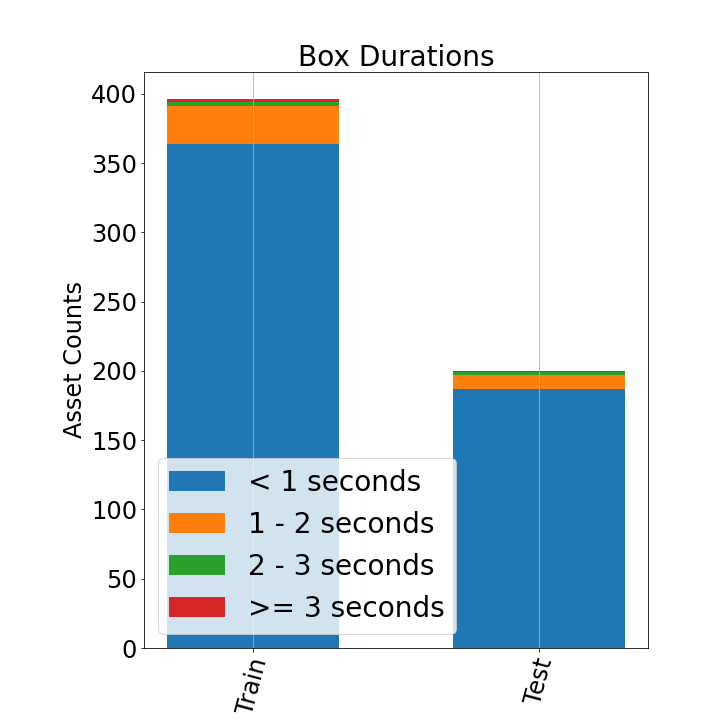 Box Durations
400
350
300
250
200
150
100
50
0
Asset Counts
< 1 seconds
1 - 2 seconds
2 - 3 seconds
>= 3 seconds
Train
Test